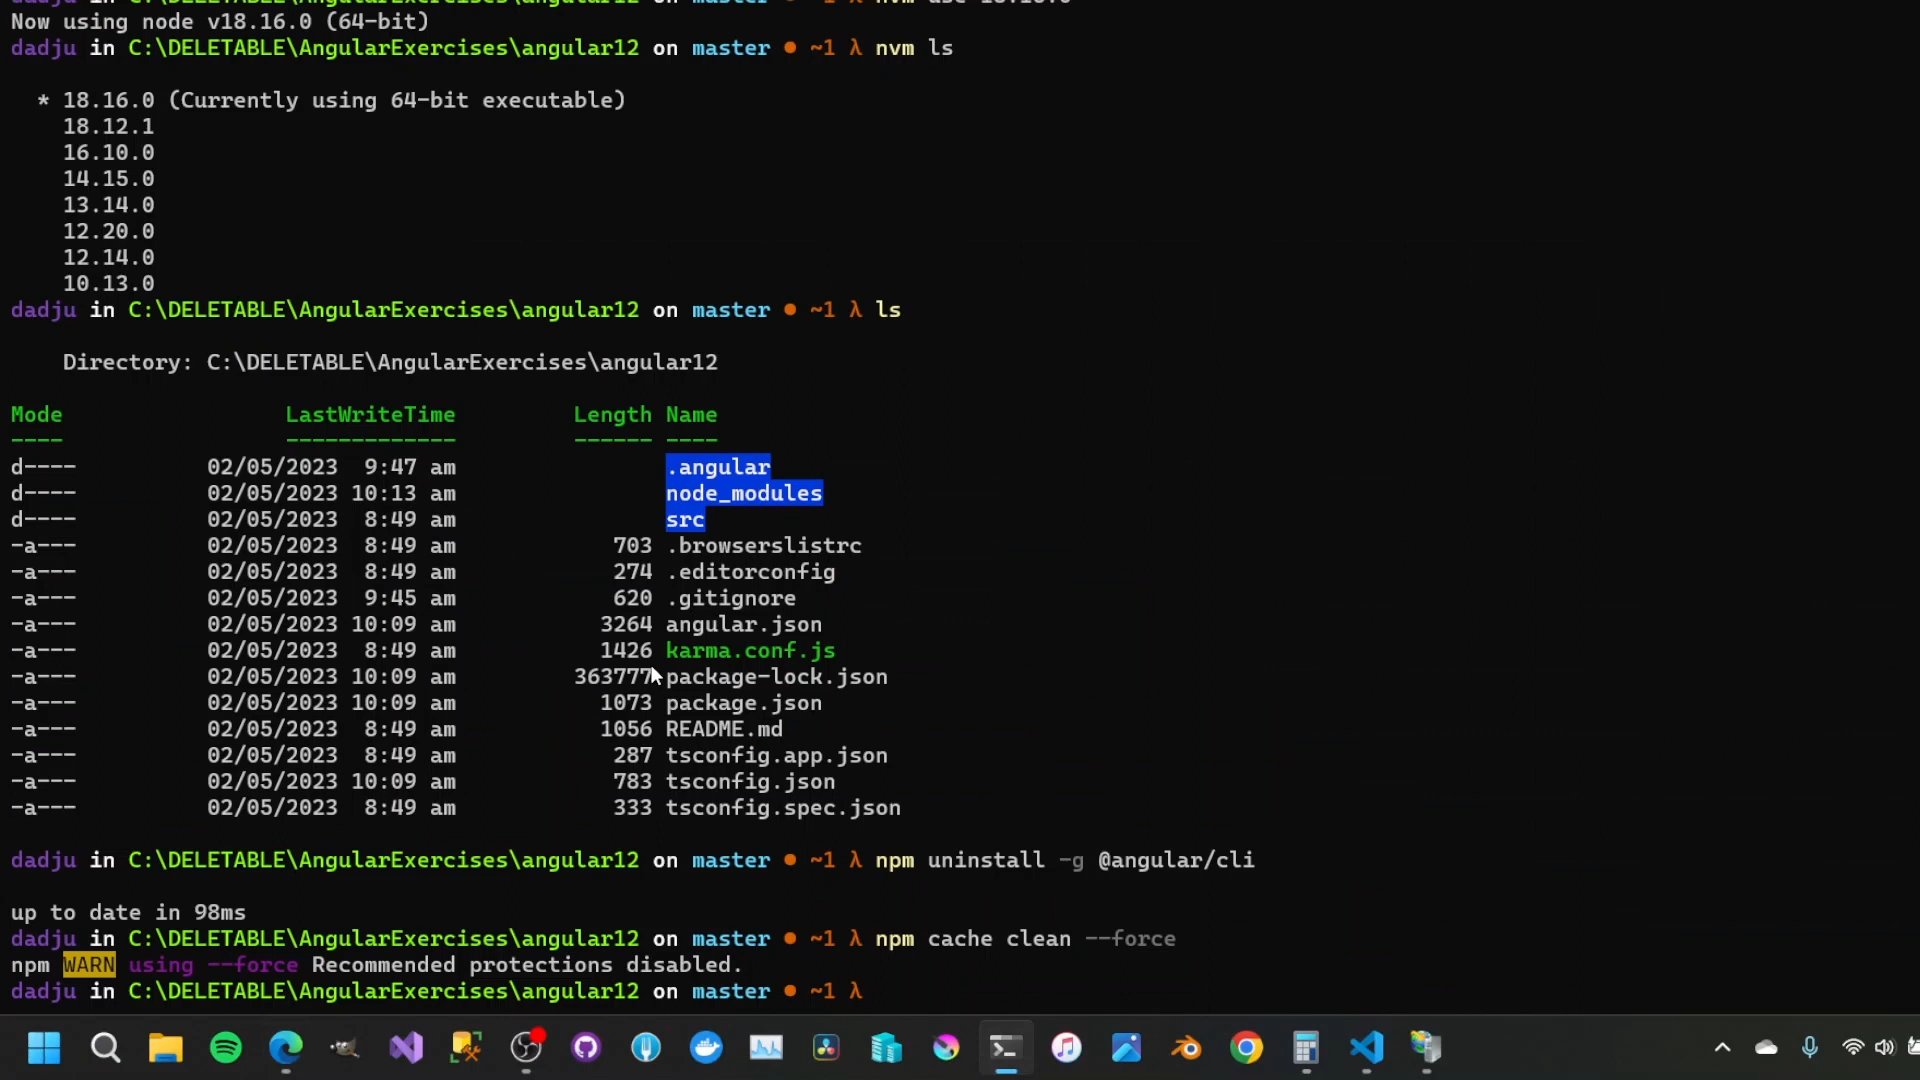 Now using node v18.16.0 (64-bit)
dadju in C:\DELETABLE\AngularExercises\angular12 on master ● ~1 λ nvm ls
* 18.16.0 (Currently using 64-bit executable)
18.12.1
16.10.0
14.15.0
13.14.0
12.20.0
12.14.0
10.13.0
dadju in C:\DELETABLE\AngularExercises\angular12 on master ● ~1 λ ls
Directory: C:\DELETABLE\AngularExercises\angular12
Mode LastWriteTime Length Name
---- ------------- ------ ----
d---- 02/05/2023 9:47 am .angular
d---- 02/05/2023 10:13 am node_modules
d---- 02/05/2023 8:49 am src
-a--- 02/05/2023 8:49 am 703 .browserslistrc
-a--- 02/05/2023 8:49 am 274 .editorconfig
-a--- 02/05/2023 9:45 am 620 .gitignore
-a--- 02/05/2023 10:09 am 3264 angular.json
-a--- 02/05/2023 8:49 am 1426 karma.conf.js
-a--- 02/05/2023 10:09 am 363777 package-lock.json
-a--- 02/05/2023 10:09 am 1073 package.json
-a--- 02/05/2023 8:49 am 1056 README.md
-a--- 02/05/2023 8:49 am 287 tsconfig.app.json
-a--- 02/05/2023 10:09 am 783 tsconfig.json
-a--- 02/05/2023 8:49 am 333 tsconfig.spec.json
dadju in C:\DELETABLE\AngularExercises\angular12 on master ● ~1 λ npm uninstall -g @angular/cli
up to date in 98ms
dadju in C:\DELETABLE\AngularExercises\angular12 on master ● ~1 λ npm cache clean --force
npm WARN using --force Recommended protections disabled.
dadju in C:\DELETABLE\AngularExercises\angular12 on master ● ~1 λ